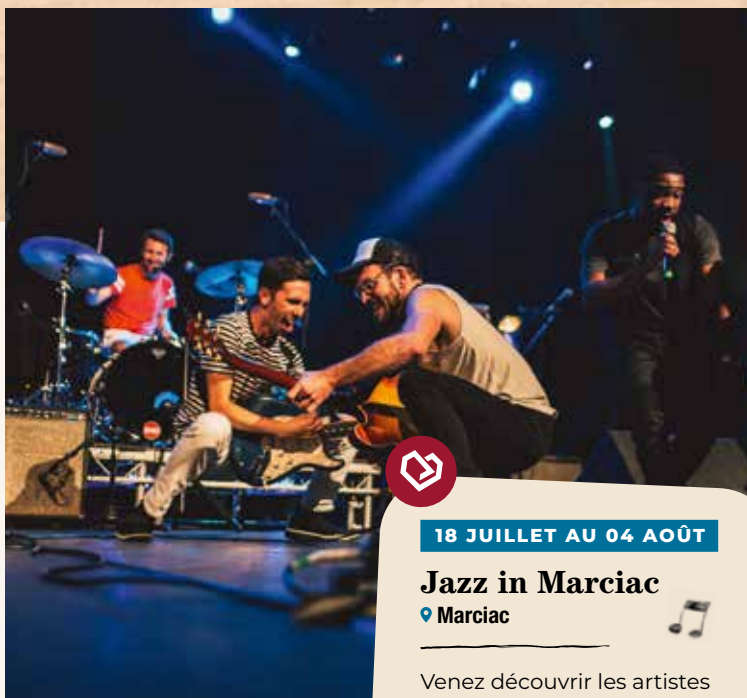 18 JUILLET AU 04 AOÛT
Jazz in Marciac
Marciac
Venez découvrir les artistes